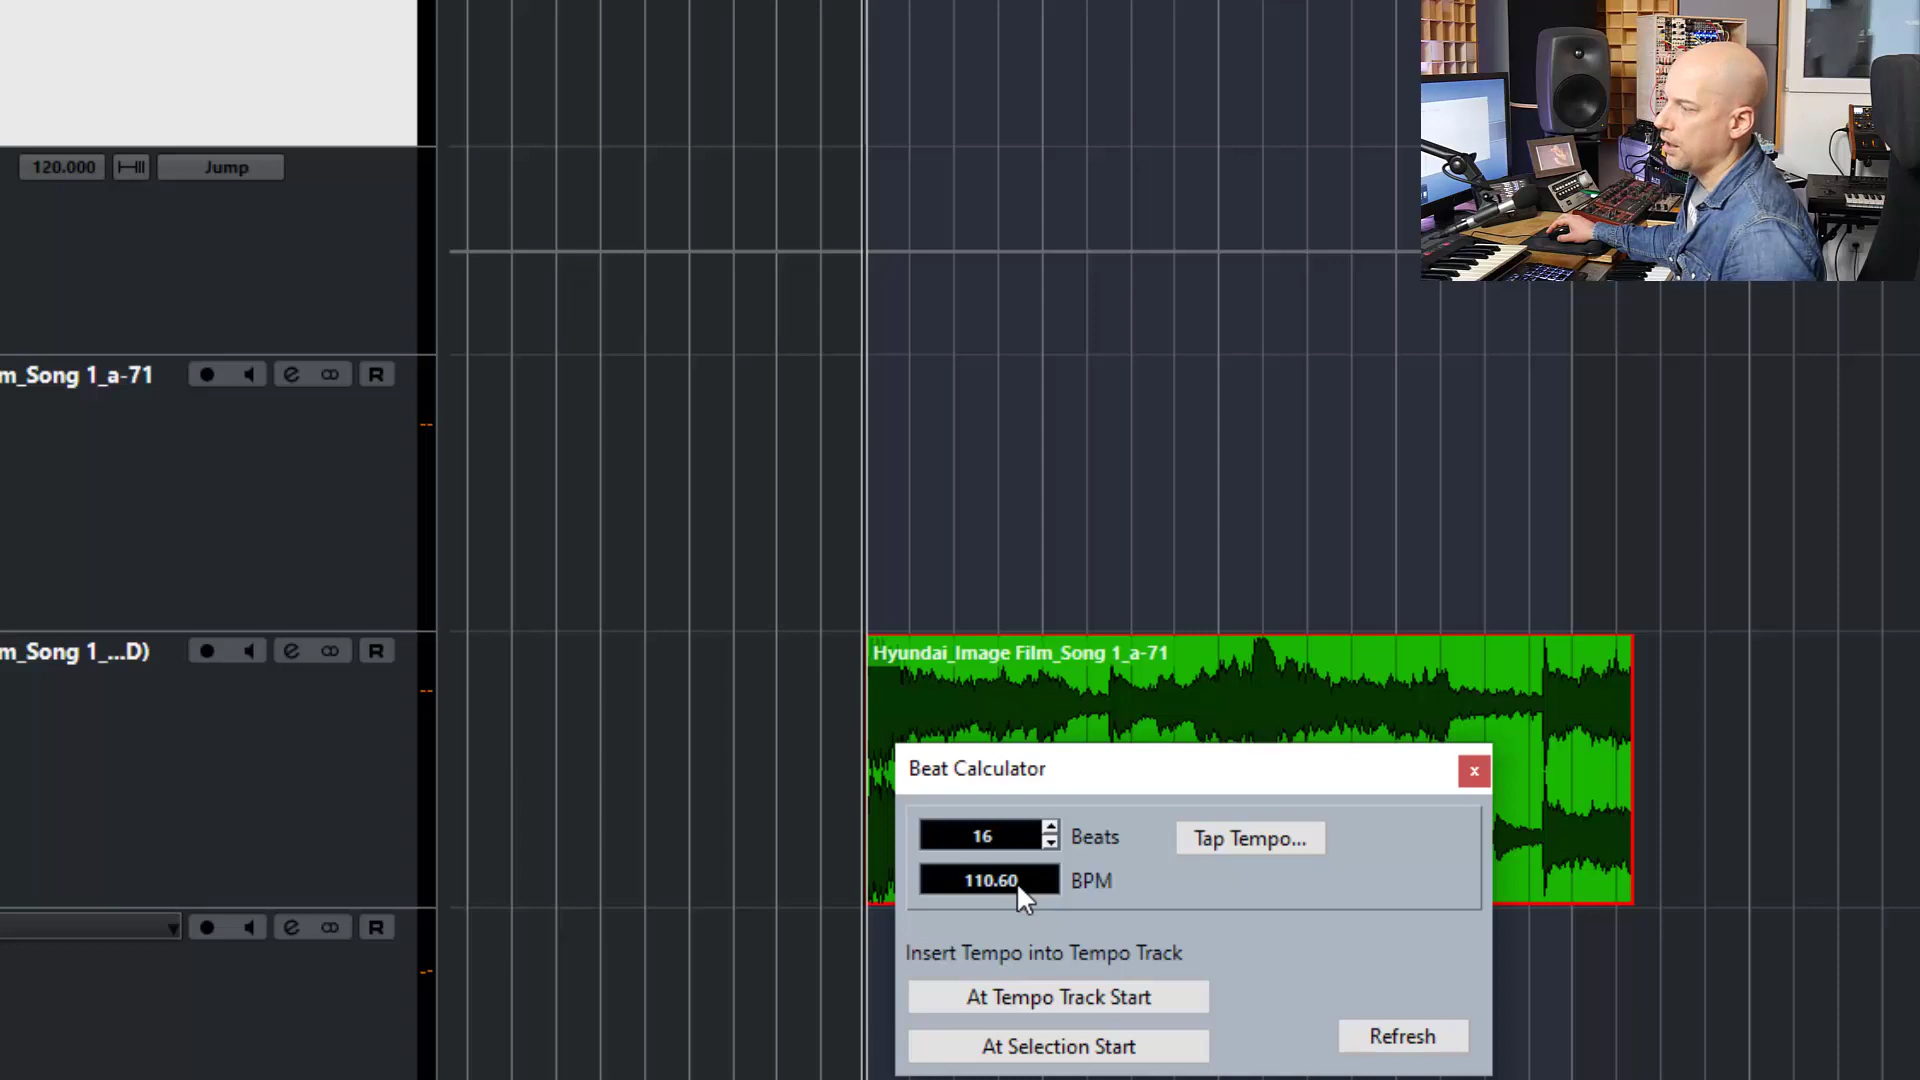 120.000 Jump
m_Song 1_a-71 R
m_Song 1_...D) R
Hyundai_Image Film_Song 1_a-71
Beat Calculator x
16 Beats Tap Tempo...
110.60 BPM
R
Insert Tempo into Tempo Track
At Tempo Track Start
At Selection Start
Refresh